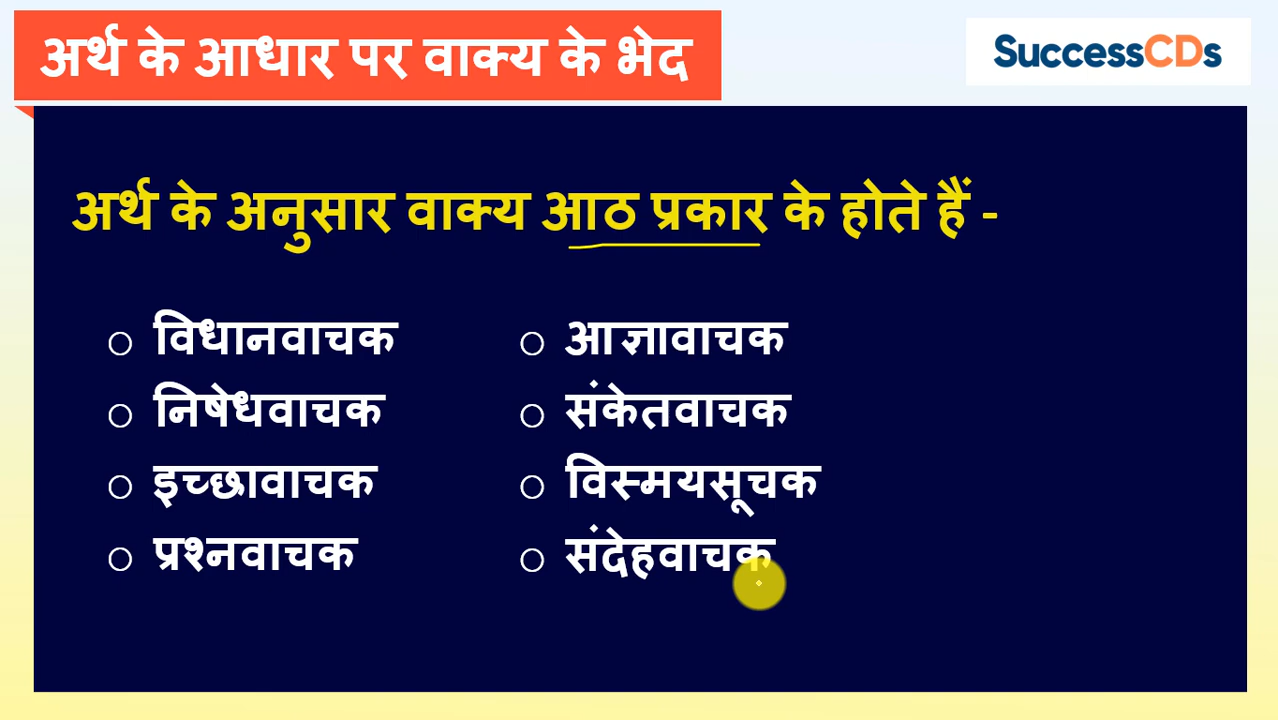 अर्थ के आधार पर वाक्य के भेद
SuccessCDs
अर्थ के अनुसार वाक्य आठ प्रकार के होते हैं -
विधानवाचक
निषेधवाचक
इच्छावाचक
प्रश्नवाचक
आज्ञावाचक
संकेतवाचक
विस्मयसूचक
संदेहवाचक